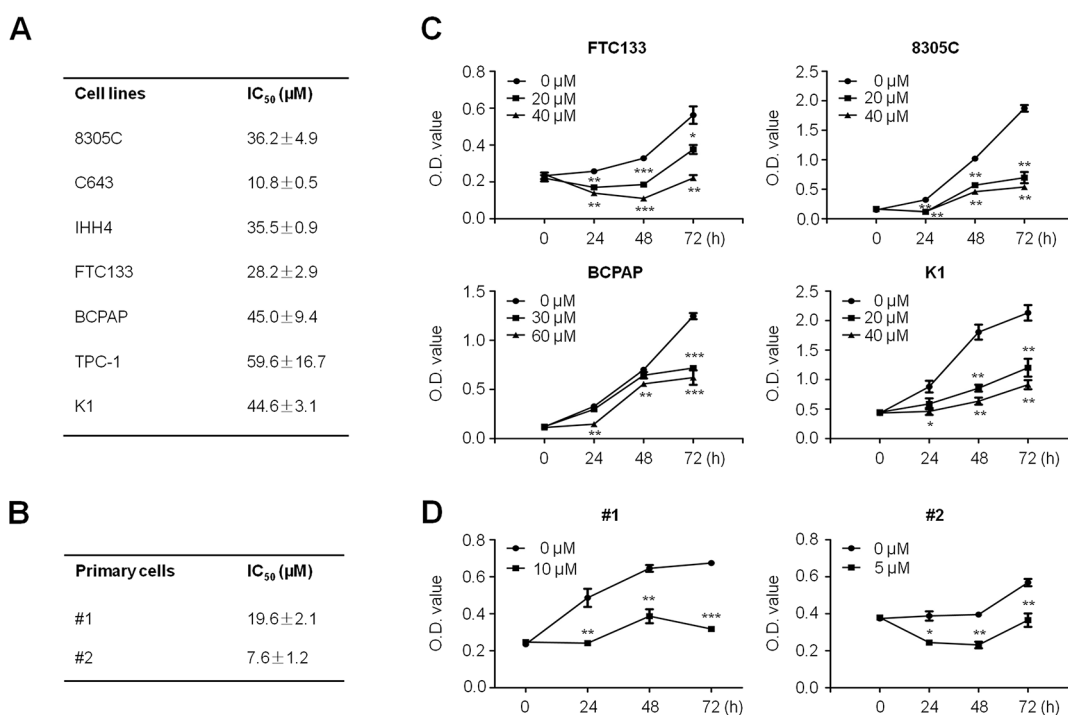 A
Cell lines IC50 (µM)
8305C 36.2±4.9
C643 10.8±0.5
IHH4 35.5±0.9
FTC133 28.2±2.9
BCPAP 45.0±9.4
TPC-1 59.6±16.7
K1 44.6±3.1
B
Primary cells IC50 (µM)
#1 19.6±2.1
#2 7.6±1.2
C
FTC133
0 µM
20 µM
40 µM
O.D. value
0.8
0.6
0.4
0.2
0.0
*
** ***
** *** **
0 24 48 72 (h)
8305C
0 µM
20 µM
40 µM
O.D. value
2.5
2.0
1.5
1.0
0.5
0.0
** ** **
** ** **
0 24 48 72 (h)
BCPAP
0 µM
30 µM
60 µM
O.D. value
1.5
1.0
0.5
0.0
***
** ** ***
0 24 48 72 (h)
K1
0 µM
20 µM
40 µM
O.D. value
2.5
2.0
1.5
1.0
0.5
0.0
** **
* ** **
0 24 48 72 (h)
D
#1
0 µM
10 µM
O.D. value
0.8
0.6
0.4
0.2
0.0
** ** ***
0 24 48 72 (h)
#2
0 µM
5 µM
O.D. value
0.8
0.6
0.4
0.2
0.0
* ** **
0 24 48 72 (h)